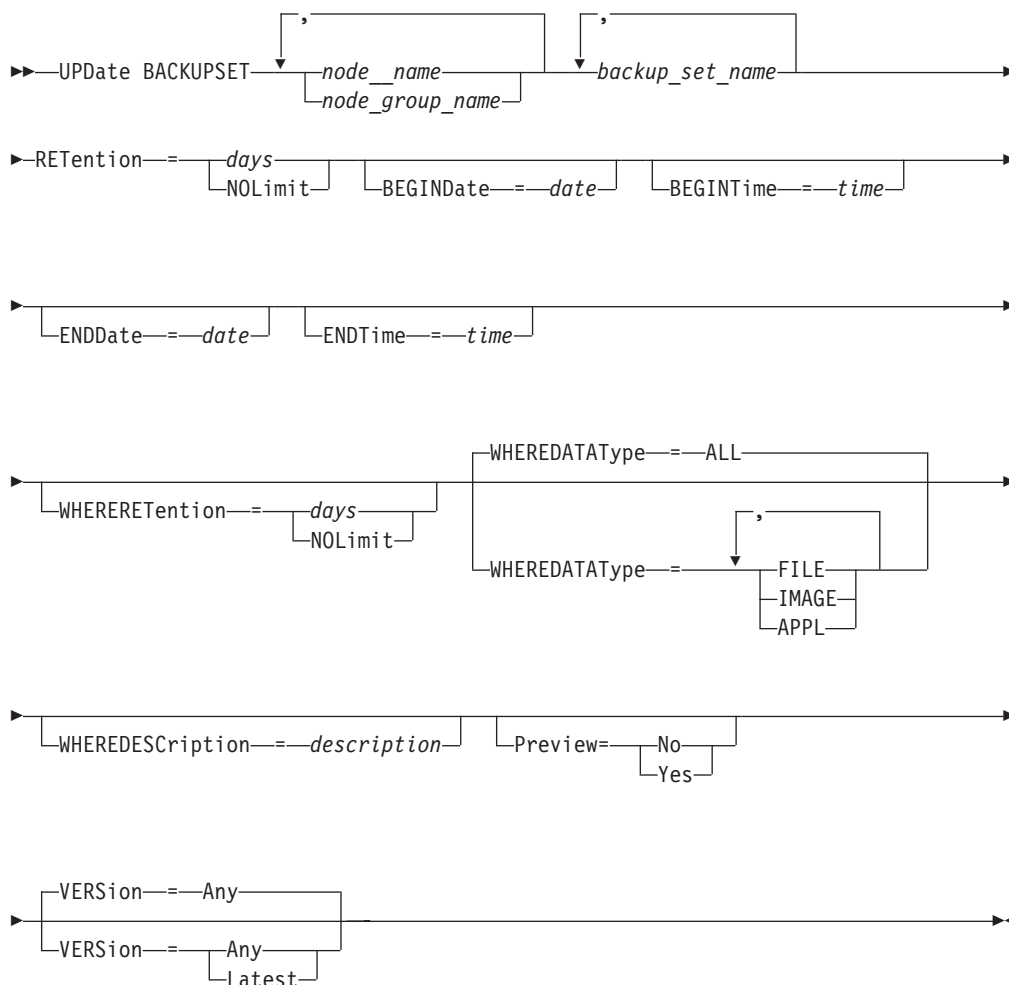 , ,
UPDate BACKUPSET node__name backup_set_name
node_group_name
RETention = days BEGINDate = date BEGINTime = time
NOLimit
ENDDate = date ENDTime = time
WHEREDATAType = ALL
WHERERETention = days
NOLimit
,
WHEREDATAType = FILE
IMAGE
APPL
WHEREDESCription = description Preview= No
Yes
VERSion = Any
VERSion = Any
Latest